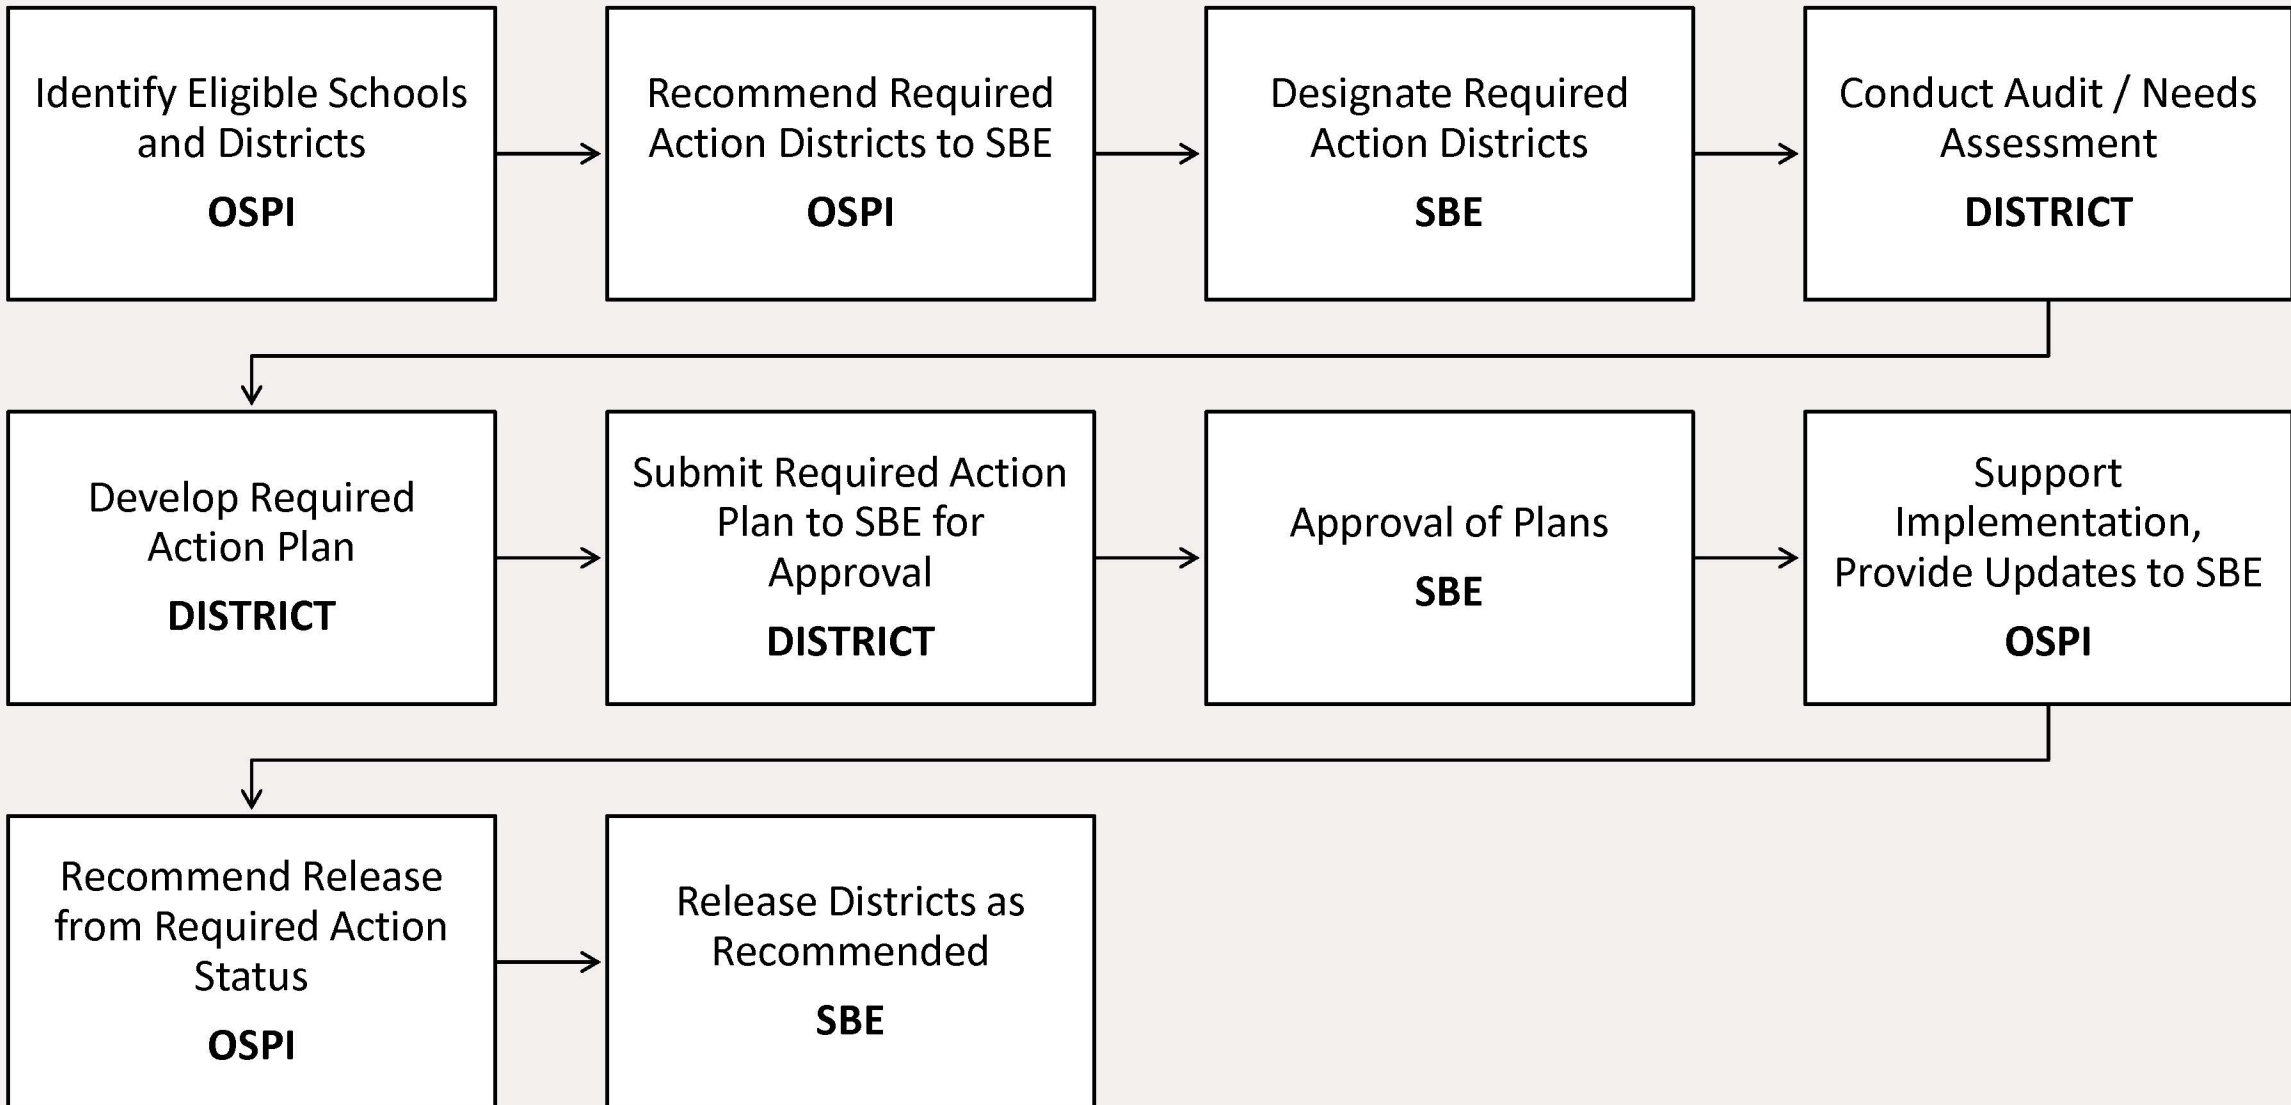 Identify Eligible Schools
and Districts
OSPI
Recommend Required
Action Districts to SBE
OSPI
Designate Required
Action Districts
SBE
Conduct Audit / Needs
Assessment
DISTRICT
Develop Required
Action Plan
DISTRICT
Submit Required Action
Plan to SBE for
Approval
DISTRICT
Approval of Plans
SBE
Support
Implementation,
Provide Updates to SBE
OSPI
Recommend Release
from Required Action
Status
OSPI
Release Districts as
Recommended
SBE